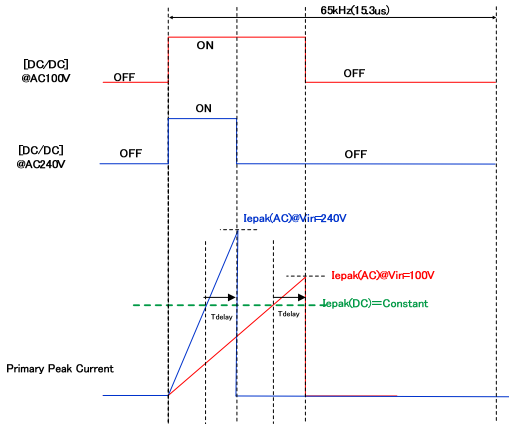 65kHz(15.3us)
[DC/DC]
@AC100V
OFF
ON
OFF
[DC/DC]
@AC240V
OFF
ON
OFF
Iepak(AC)@Vin=240V
Iepak(AC)@Vin=100V
Iepak(DC)=Constant
Tdelay
Tdelay
Primary Peak Current